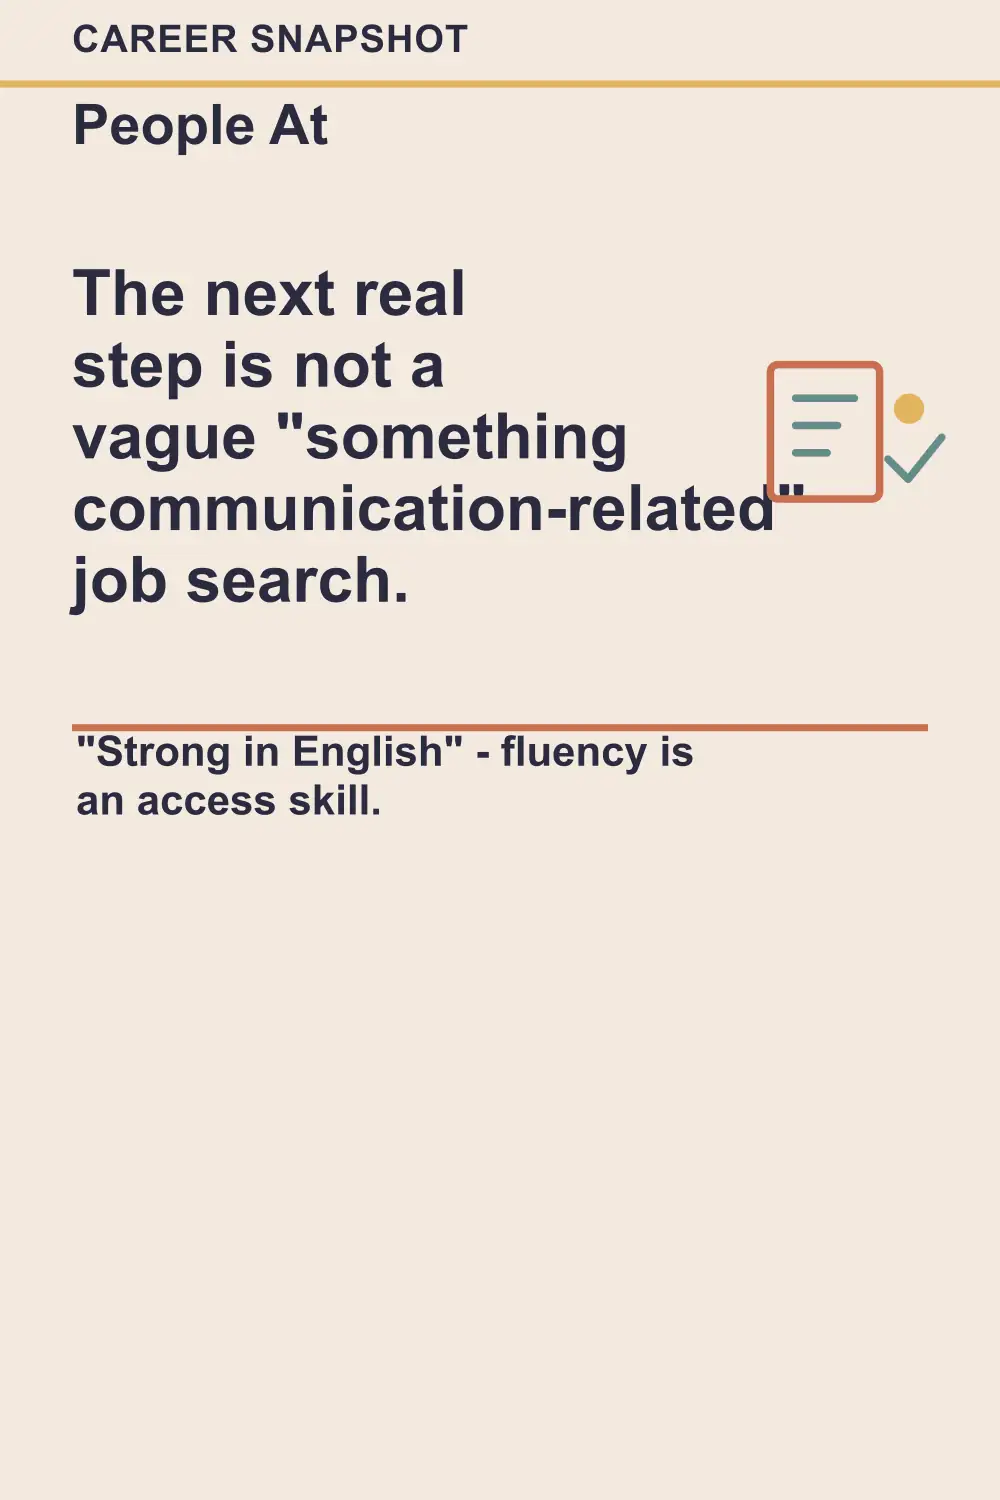 CAREER SNAPSHOT
People At
The next real
step is not a
vague "something
communication-related"
job search.
"Strong in English" - fluency is
an access skill.